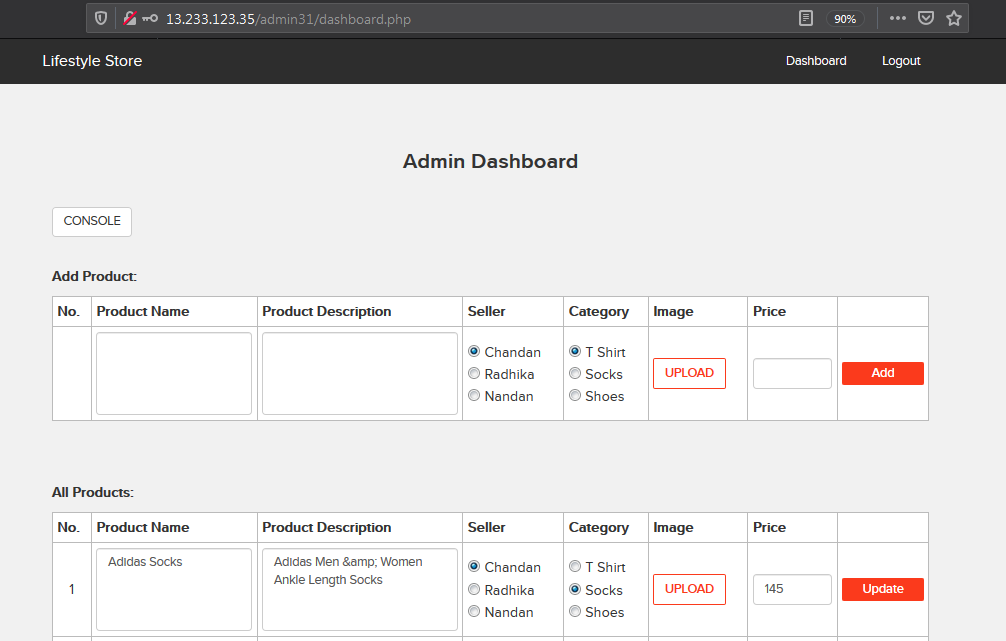 13.233.123.35/admin31/dashboard.php 90%
Lifestyle Store Dashboard Logout
Admin Dashboard
CONSOLE
Add Product:
No. Product Name Product Description Seller Category Image Price
Chandan T Shirt
Radhika Socks UPLOAD Add
Nandan Shoes
All Products:
No. Product Name Product Description Seller Category Image Price
Adidas Socks Adidas Men &amp; Women Chandan T Shirt
Ankle Length Socks
1 Radhika Socks UPLOAD 145 Update
Nandan Shoes